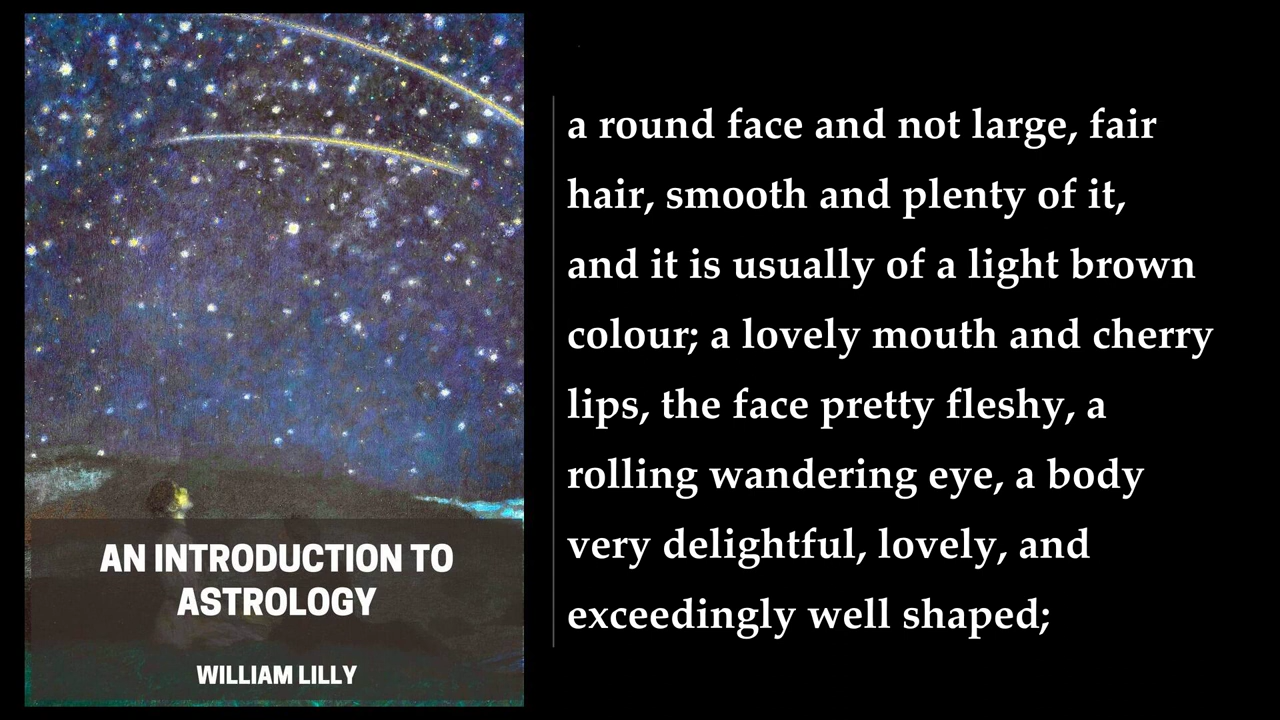 AN INTRODUCTION TO
ASTROLOGY
WILLIAM LILLY
a round face and not large, fair
hair, smooth and plenty of it,
and it is usually of a light brown
colour; a lovely mouth and cherry
lips, the face pretty fleshy, a
rolling wandering eye, a body
very delightful, lovely, and
exceedingly well shaped;